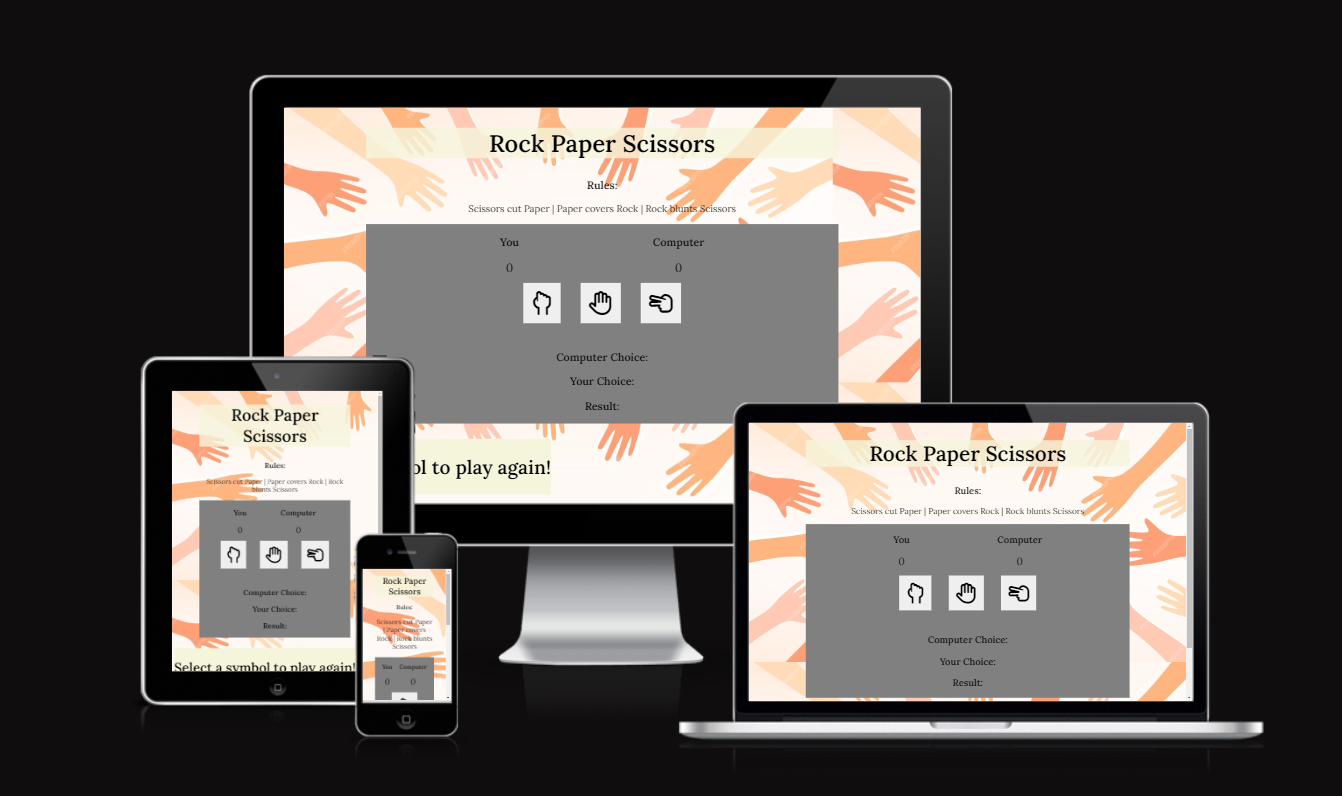 Rock Paper Scissors
Rules:
Scissors cut Paper | Paper covers Rock | Rock blunts Scissors
You Computer
0 0
Computer Choice:
Your Choice:
Result:
ol to play again!
Rock Paper
Scissors
Rules:
Scissors cut Paper | Paper covers Rock | Rock
blunts Scissors
You Computer
0 0
Computer Choice:
Your Choice:
Result:
Select a symbol to play again!
Rock Paper
Scissors
Rules:
Scissors cut Paper
| Paper covers
Rock | Rock blunts
Scissors
You Computer
0 0
Rock Paper Scissors
Rules:
Scissors cut Paper | Paper covers Rock | Rock blunts Scissors
You Computer
0 0
Computer Choice:
Your Choice:
Result: